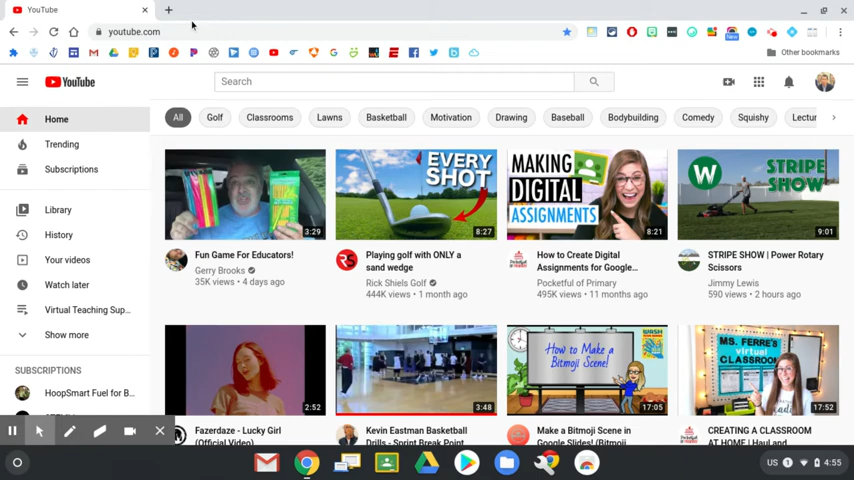 YouTube
youtube.com
New
Other bookmarks
YouTube
Search
All
Golf
Classrooms
Lawns
Basketball
Motivation
Drawing
Baseball
Bodybuilding
Comedy
Squishy
Lectur
Home
Trending
Subscriptions
Library
History
Your videos
Watch later
Virtual Teaching Sup...
Show more
SUBSCRIPTIONS
HoopSmart Fuel for B...
3:29
EVERY
SHOT
8:27
MAKING
DIGITAL
ASSIGNMENTS
8:21
W
STRIPE
SHOW
9:01
Fun Game For Educators!
Gerry Brooks
35K views • 4 days ago
Playing golf with ONLY a
sand wedge
Rick Shiels Golf
444K views • 1 month ago
How to Create Digital
Assignments for Google...
Pocketful of Primary
495K views • 11 months ago
STRIPE SHOW | Power Rotary
Scissors
Jimmy Lewis
590 views • 2 hours ago
2:52
3:48
How to Make a
Bitmoji Scene!
WASH
YOUR
HANDS
17:05
MS. FERRE'S
virtual
CLASSROOM
17:52
Fazerdaze - Lucky Girl
(Official Video)
Kevin Eastman Basketball
Drills - Sprint Break Point
Make a Bitmoji Scene in
Google Slides! (Bitmoji
CREATING A CLASSROOM
AT HOME | Haul and
US
1
4:55